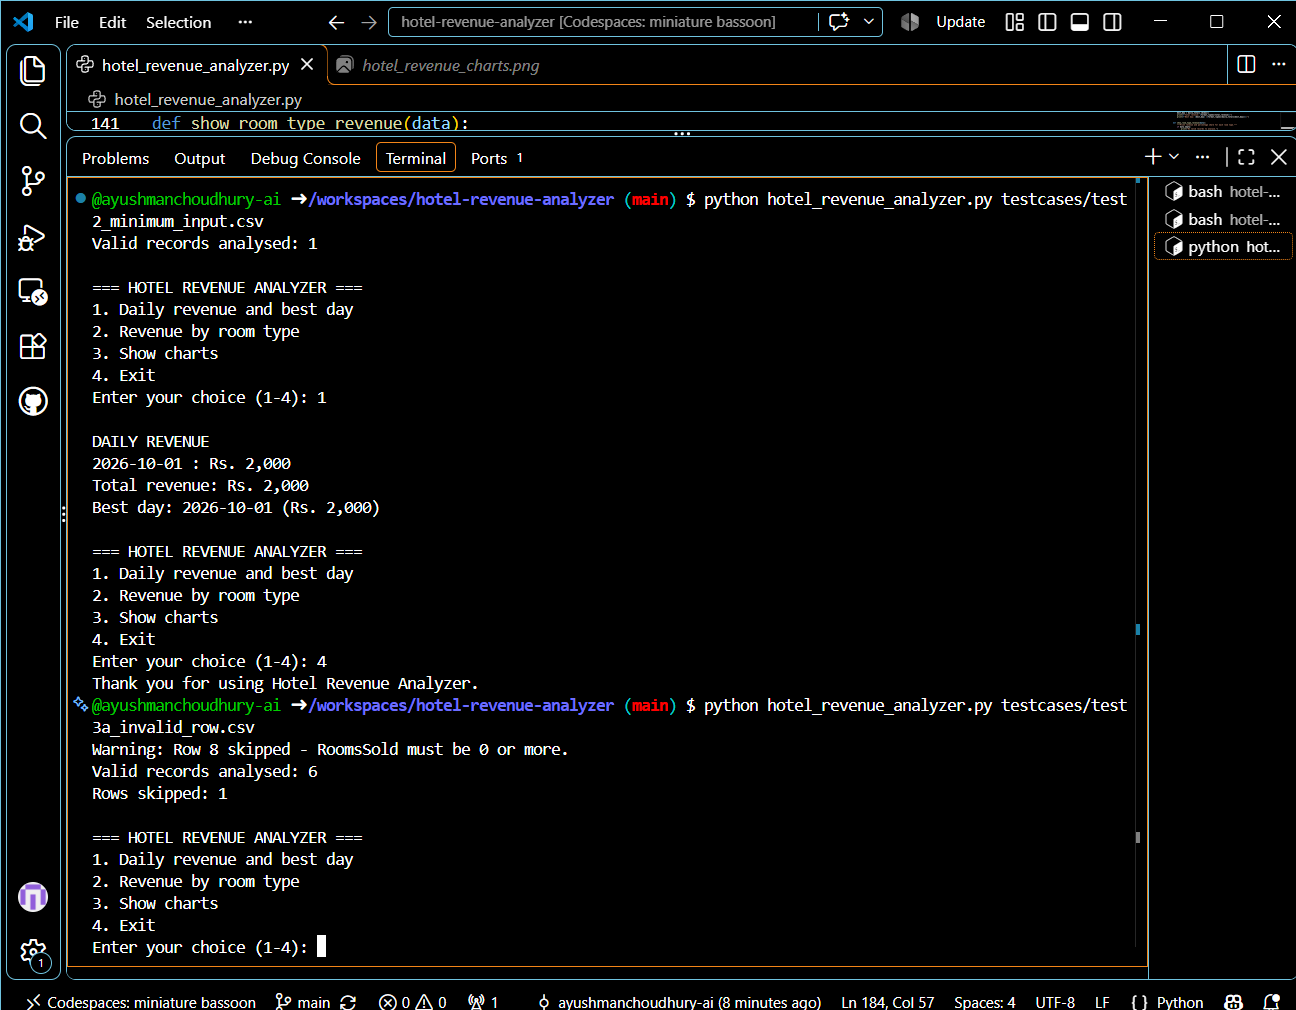 File Edit Selection ··· hotel-revenue-analyzer [Codespaces: miniature bassoon] Update
hotel_revenue_analyzer.py hotel_revenue_charts.png
hotel_revenue_analyzer.py
141 def show_room_type_revenue(data):
Problems Output Debug Console Terminal Ports 1
@ayushmanchoudhury-ai ➜/workspaces/hotel-revenue-analyzer (main) $ python hotel_revenue_analyzer.py testcases/test
2_minimum_input.csv
Valid records analysed: 1
=== HOTEL REVENUE ANALYZER ===
1. Daily revenue and best day
2. Revenue by room type
3. Show charts
4. Exit
Enter your choice (1-4): 1
DAILY REVENUE
2026-10-01 : Rs. 2,000
Total revenue: Rs. 2,000
Best day: 2026-10-01 (Rs. 2,000)
=== HOTEL REVENUE ANALYZER ===
1. Daily revenue and best day
2. Revenue by room type
3. Show charts
4. Exit
Enter your choice (1-4): 4
Thank you for using Hotel Revenue Analyzer.
@ayushmanchoudhury-ai ➜/workspaces/hotel-revenue-analyzer (main) $ python hotel_revenue_analyzer.py testcases/test
3a_invalid_row.csv
Warning: Row 8 skipped - RoomsSold must be 0 or more.
Valid records analysed: 6
Rows skipped: 1
=== HOTEL REVENUE ANALYZER ===
1. Daily revenue and best day
2. Revenue by room type
3. Show charts
4. Exit
Enter your choice (1-4):
bash hotel-...
bash hotel-...
python hot...
1
Codespaces: miniature bassoon main 0 0 1 ayushmanchoudhury-ai (8 minutes ago) Ln 184, Col 57 Spaces: 4 UTF-8 LF {} Python